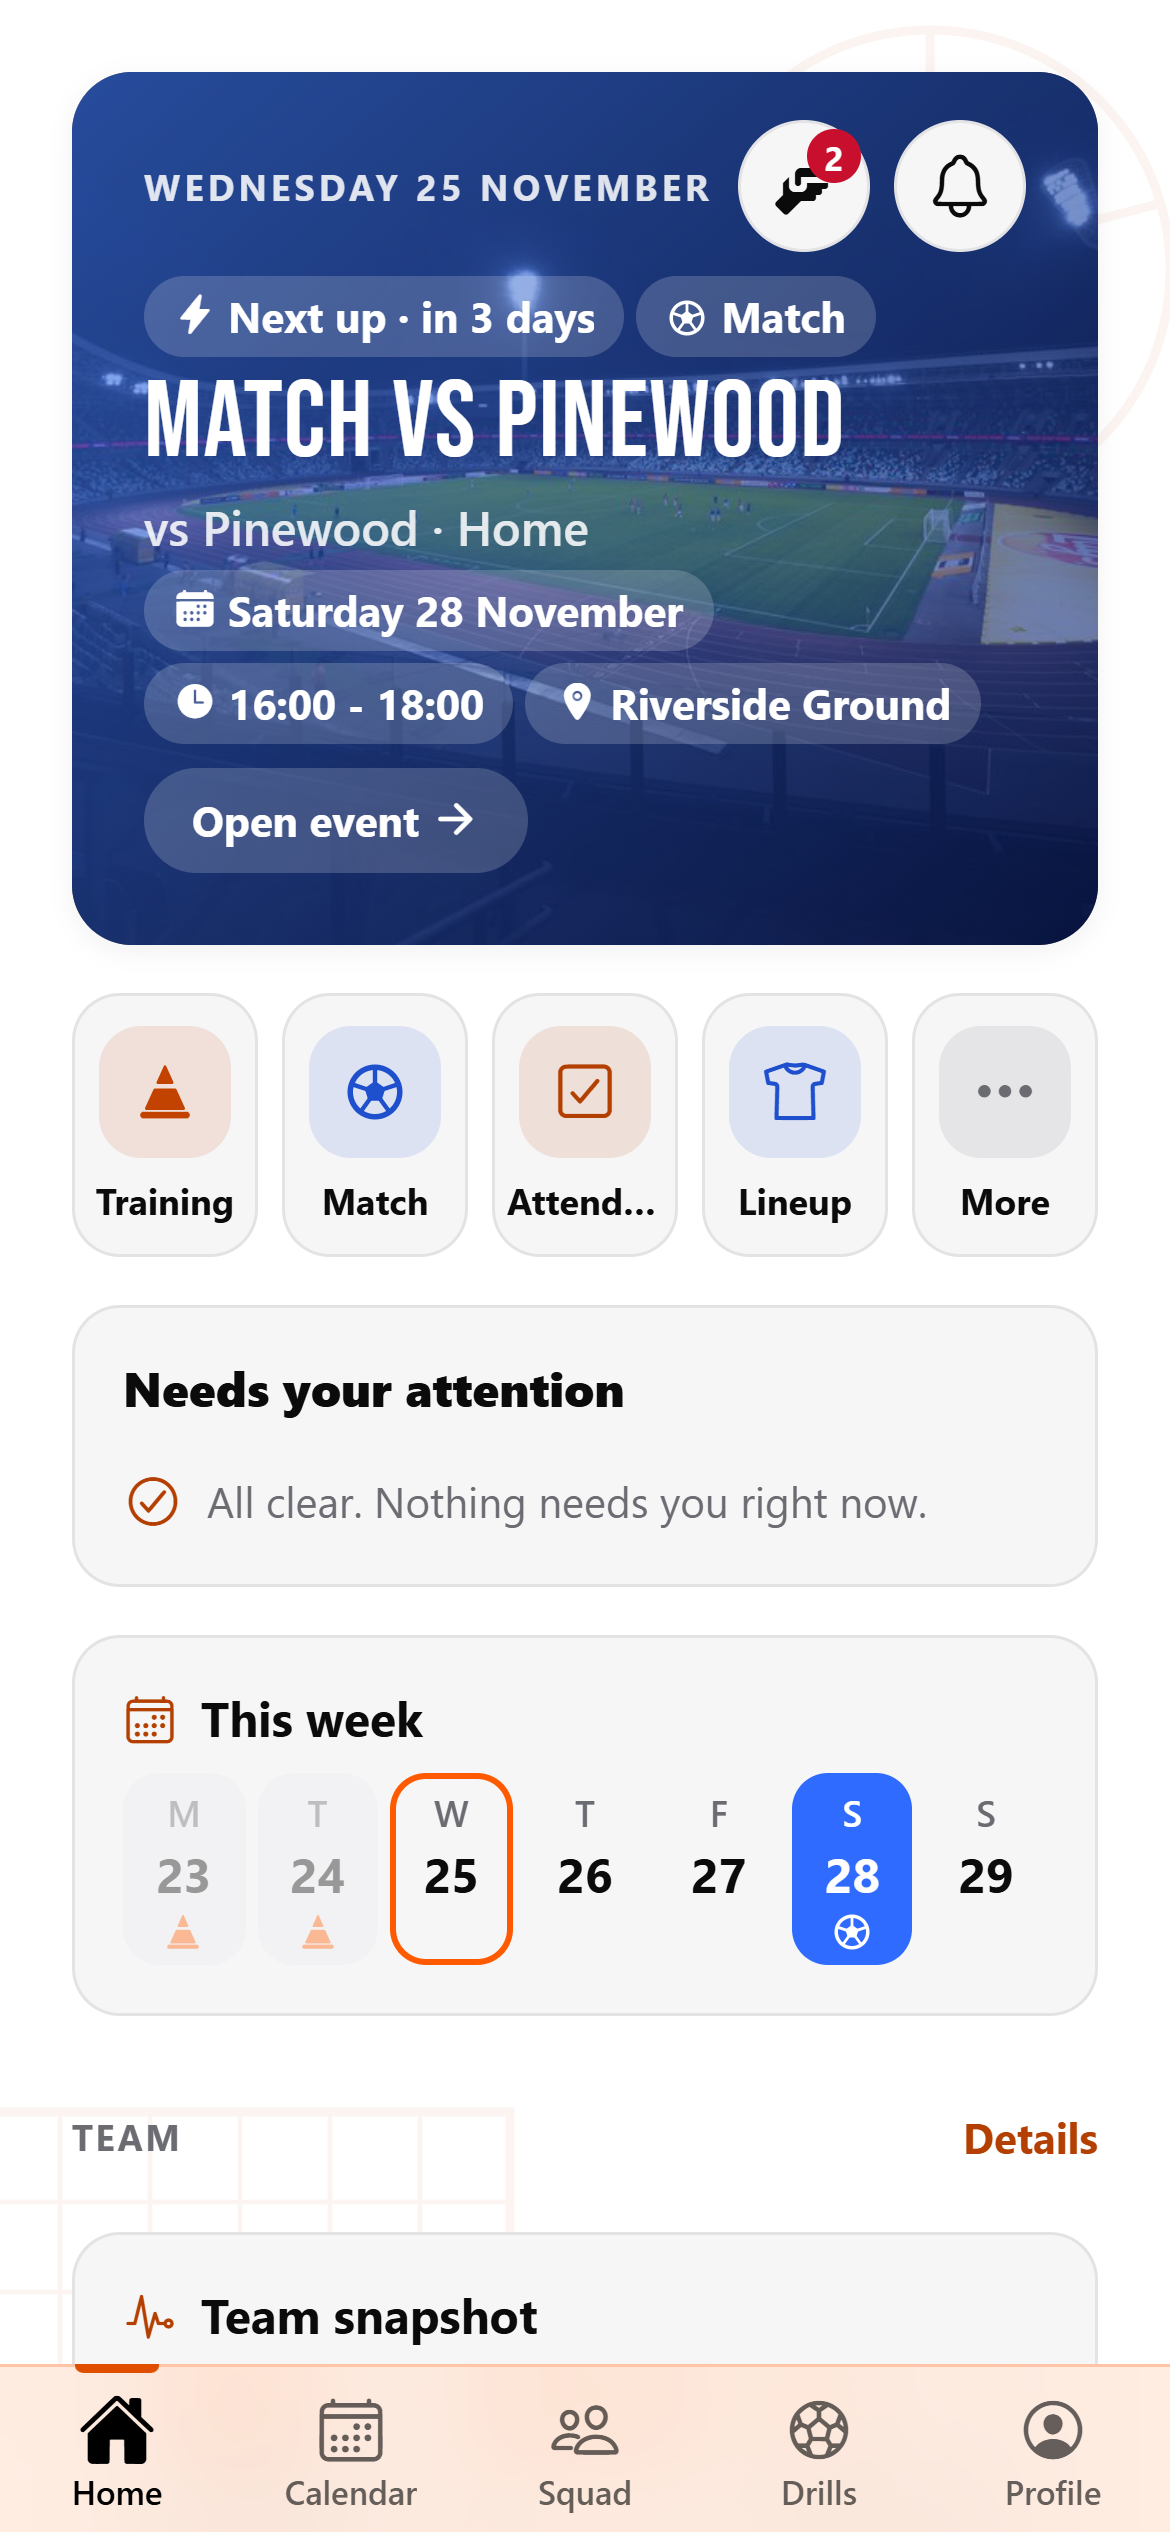 WEDNESDAY 25 NOVEMBER
2
Next up · in 3 days
Match
MATCH VS PINEWOOD
vs Pinewood · Home
Saturday 28 November
16:00 - 18:00
Riverside Ground
Open event
Training
Match
Attend...
Lineup
More
Needs your attention
All clear. Nothing needs you right now.
This week
M T W T F S S
23 24 25 26 27 28 29
TEAM
Details
Team snapshot
Home
Calendar
Squad
Drills
Profile